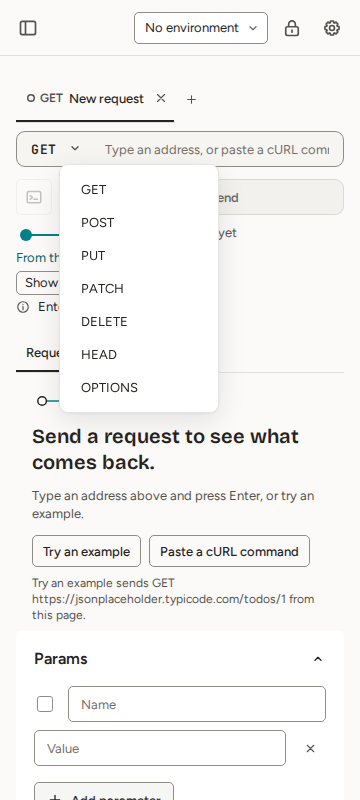 No environment
GET New request
GET Type an address, or paste a cURL comm
GET
POST
PUT
PATCH
DELETE
HEAD
OPTIONS
yet
From th
Show
Send a request to see what
comes back.
Type an address above and press Enter, or try an
example.
Try an example Paste a cURL command
Try an example sends GET
https://jsonplaceholder.typicode.com/todos/1 from
this page.
Params
Name
Value
Add parameter